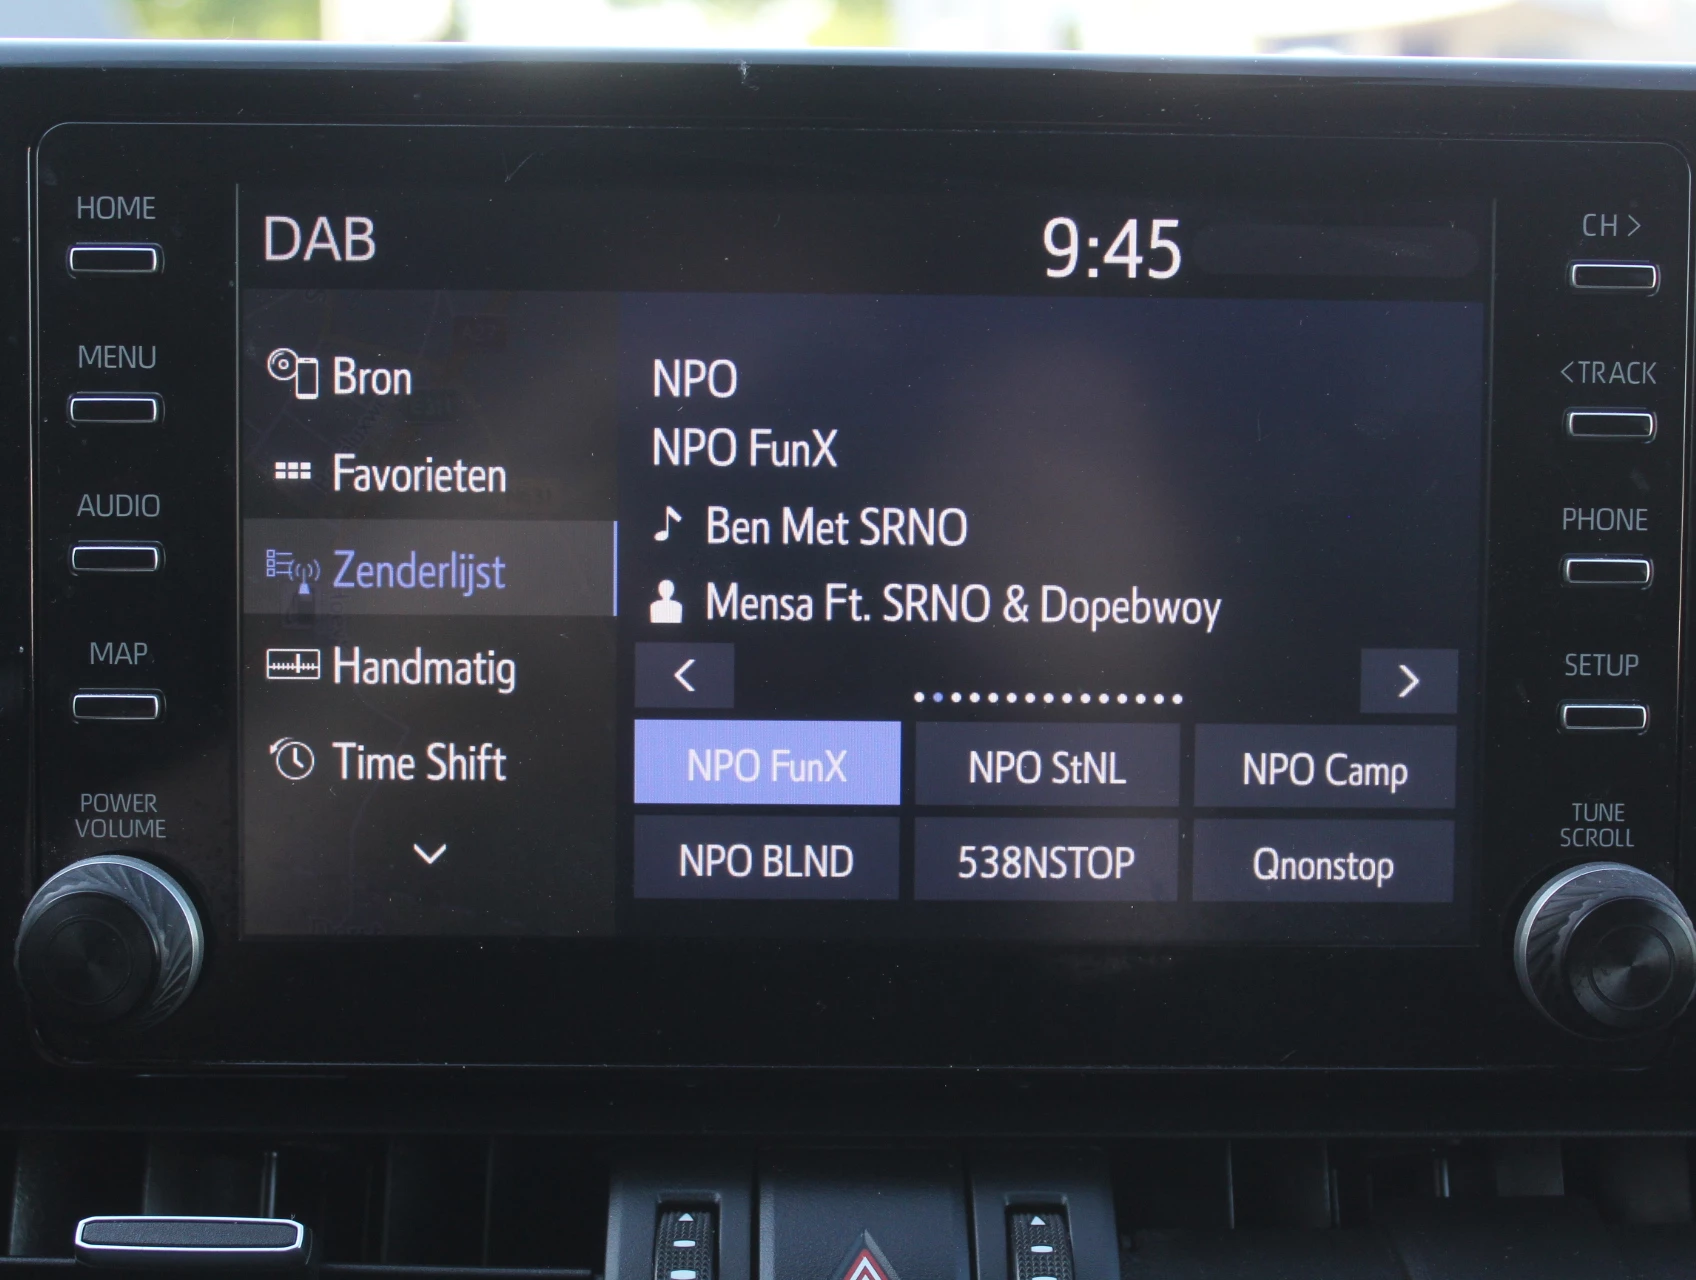 HOME
MENU
AUDIO
MAP
POWER
VOLUME
DAB
9:45
Bron
Favorieten
Zenderlijst
Handmatig
Time Shift
NPO
NPO FunX
Ben Met SRNO
Mensa Ft. SRNO & Dopebwoy
< >
NPO FunX NPO StNL NPO Camp
NPO BLND 538NSTOP Qnonstop
CH >
< TRACK
PHONE
SETUP
TUNE
SCROLL